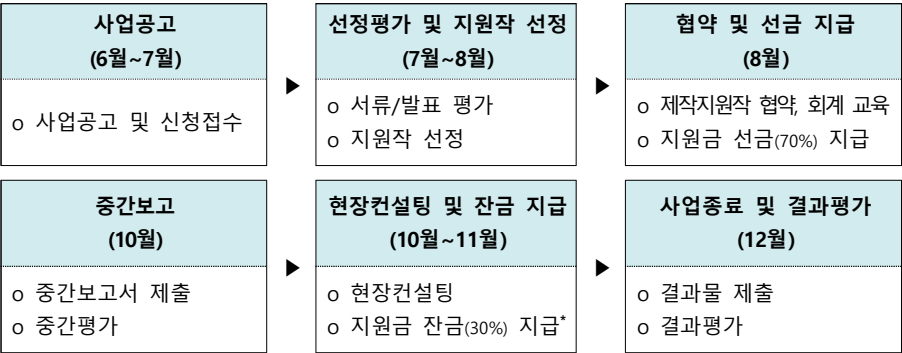 사업공고
(6월~7월)
o 사업공고 및 신청접수
▶
선정평가 및 지원작 선정
(7월~8월)
o 서류/발표 평가
o 지원작 선정
▶
협약 및 선금 지급
(8월)
o 제작지원작 협약, 회계 교육
o 지원금 선금(70%) 지급
중간보고
(10월)
o 중간보고서 제출
o 중간평가
▶
현장컨설팅 및 잔금 지급
(10월~11월)
o 현장컨설팅
o 지원금 잔금(30%) 지급*
▶
사업종료 및 결과평가
(12월)
o 결과물 제출
o 결과평가